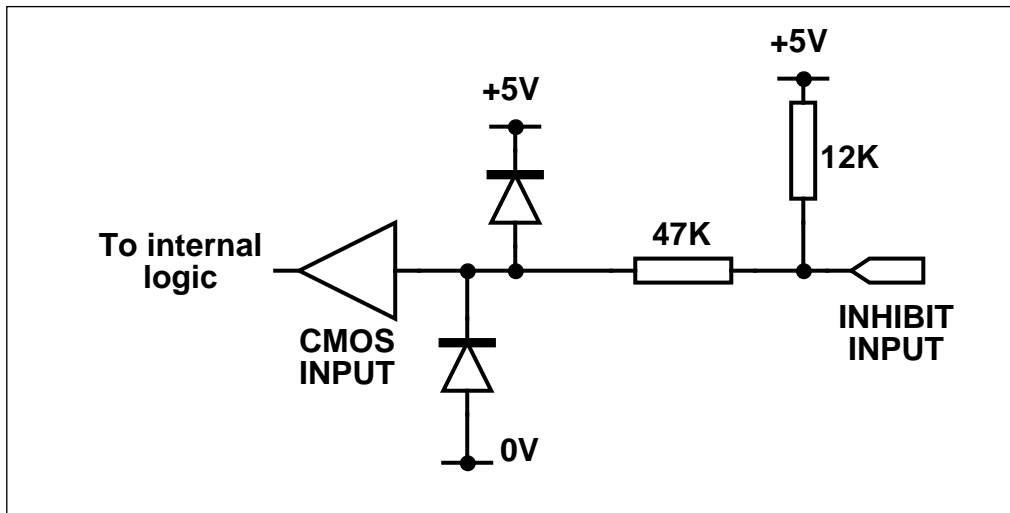 +5V
+5V
12K
47K
To internal
logic
CMOS
INPUT
INHIBIT
INPUT
0V